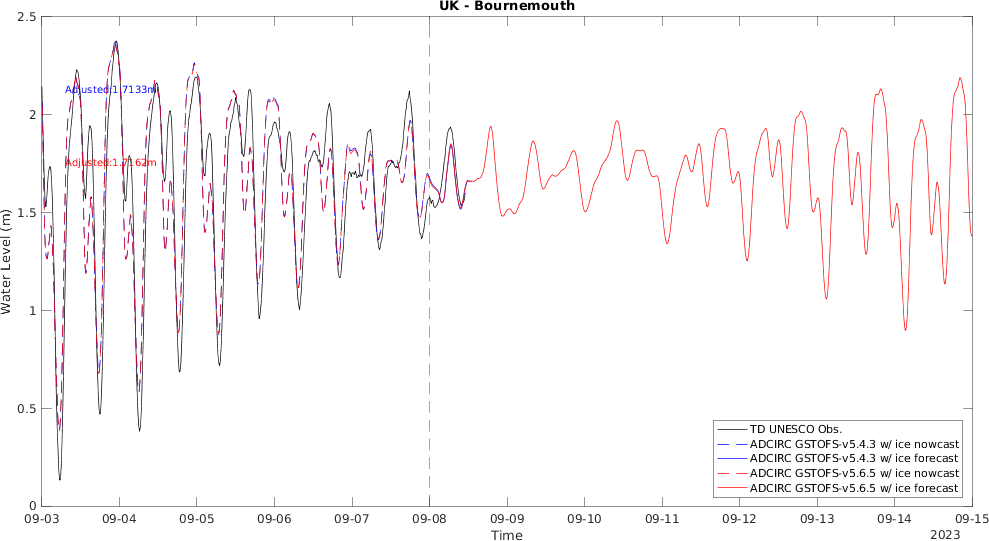 UK - Bournemouth
2.5
2
1.5
1
0.5
0
Water Level (m)
Adjusted:1.7133m
Adjusted:1.7162m
TD UNESCO Obs.
ADCIRC GSTOFS-v5.4.3 w/ ice nowcast
ADCIRC GSTOFS-v5.4.3 w/ ice forecast
ADCIRC GSTOFS-v5.6.5 w/ ice nowcast
ADCIRC GSTOFS-v5.6.5 w/ ice forecast
09-03 09-04 09-05 09-06 09-07 09-08 09-09 09-10 09-11 09-12 09-13 09-14 09-15
Time
2023